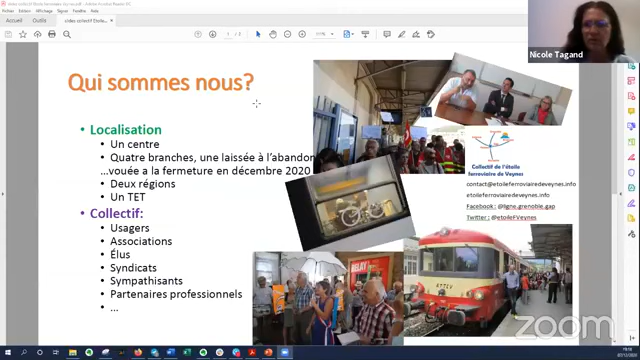 Accueil Outils
Nicole Tagand
Qui sommes nous?
• Localisation
• Un centre
• Quatre branches, une laissée à l'abandon
…vouée a la fermeture en décembre 2020
• Deux régions
• Un TET
• Collectif:
• Usagers
• Associations
• Élus
• Syndicats
• Sympathisants
• Partenaires professionnels
• ...
Collectif de l'étoile
ferroviaire de Veynes
contact@etoileferroviairedeveynes.info
etoileferroviairedeveynes.info
Facebook : @ligne.grenoble.gap
Twitter : @etoileFVeynes
RELAY
zoom